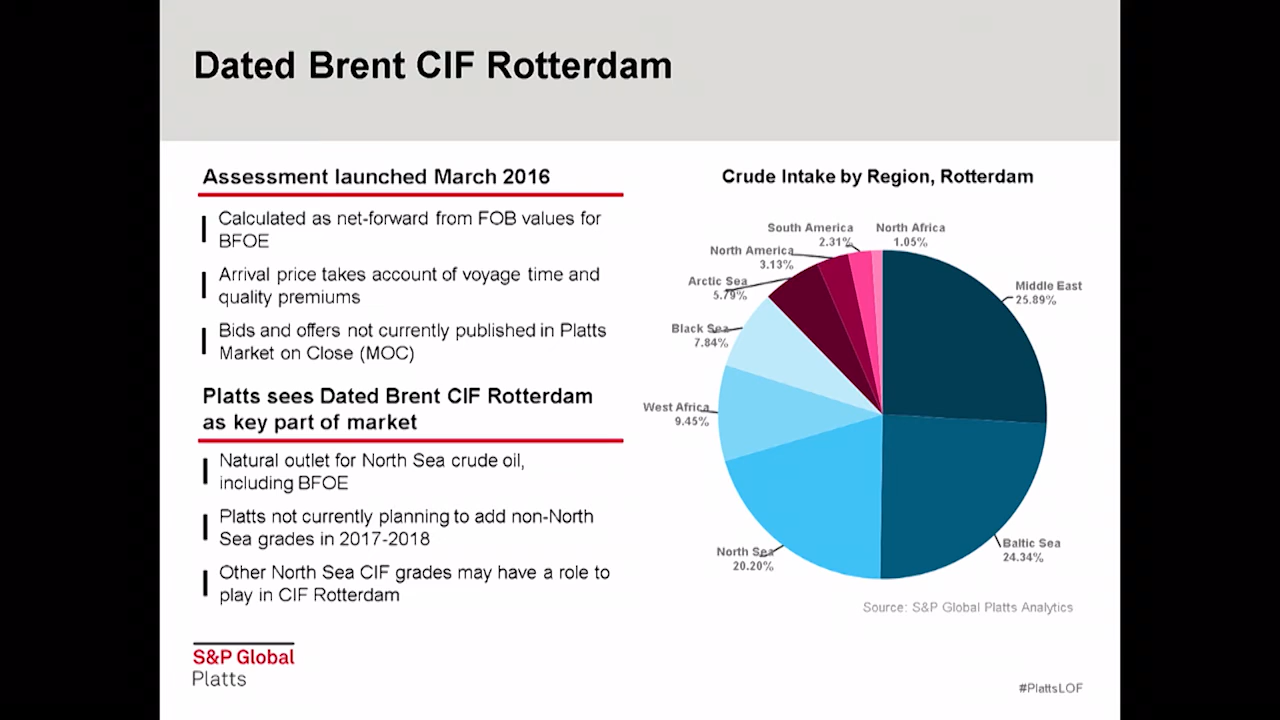 Dated Brent CIF Rotterdam
Assessment launched March 2016
Calculated as net-forward from FOB values for
BFOE
Arrival price takes account of voyage time and
quality premiums
Bids and offers not currently published in Platts
Market on Close (MOC)
Platts sees Dated Brent CIF Rotterdam
as key part of market
Natural outlet for North Sea crude oil,
including BFOE
Platts not currently planning to add non-North
Sea grades in 2017-2018
Other North Sea CIF grades may have a role to
play in CIF Rotterdam
Crude Intake by Region, Rotterdam
South America
2.31%
North Africa
1.05%
North America
3.13%
Arctic Sea
5.79%
Middle East
25.89%
Black Sea
7.84%
West Africa
9.45%
North Sea
20.20%
Baltic Sea
24.34%
Source: S&P Global Platts Analytics
S&P Global
Platts
#PlattsLOF